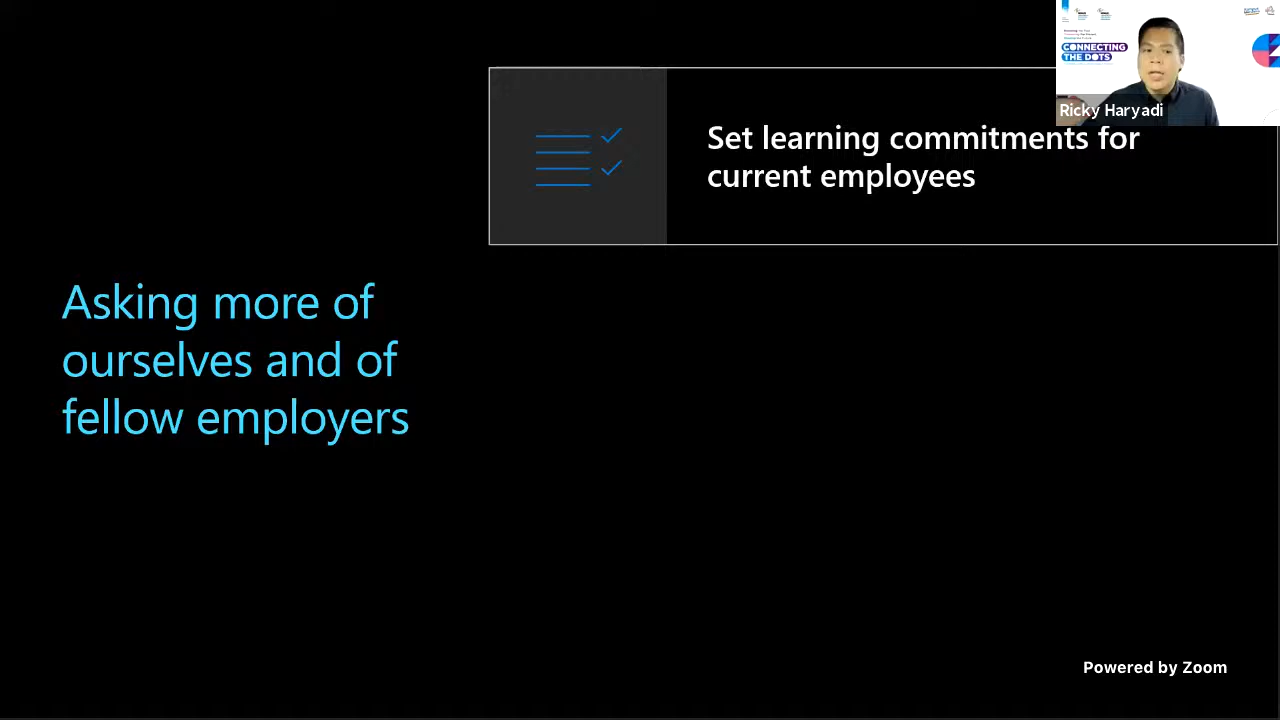 CONNECTING
THE DOTS
Ricky Haryadi
Set learning commitments for
current employees
Asking more of
ourselves and of
fellow employers
Powered by Zoom